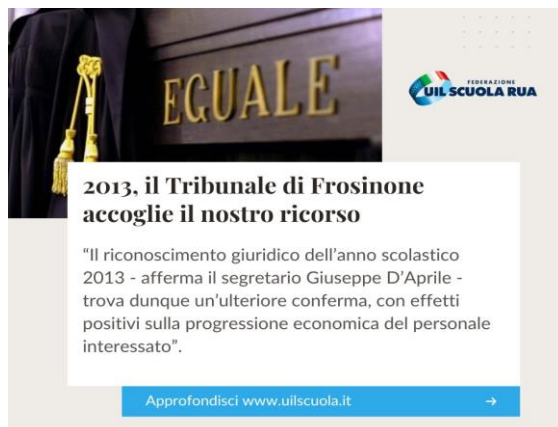 EGUALE
FEDERAZIONE
UIL SCUOLA RUA
2013, il Tribunale di Frosinone
accoglie il nostro ricorso
“Il riconoscimento giuridico dell’anno scolastico
2013 - afferma il segretario Giuseppe D’Aprile -
trova dunque un’ulteriore conferma, con effetti
positivi sulla progressione economica del personale
interessato”.
Approfondisci www.uilscuola.it →